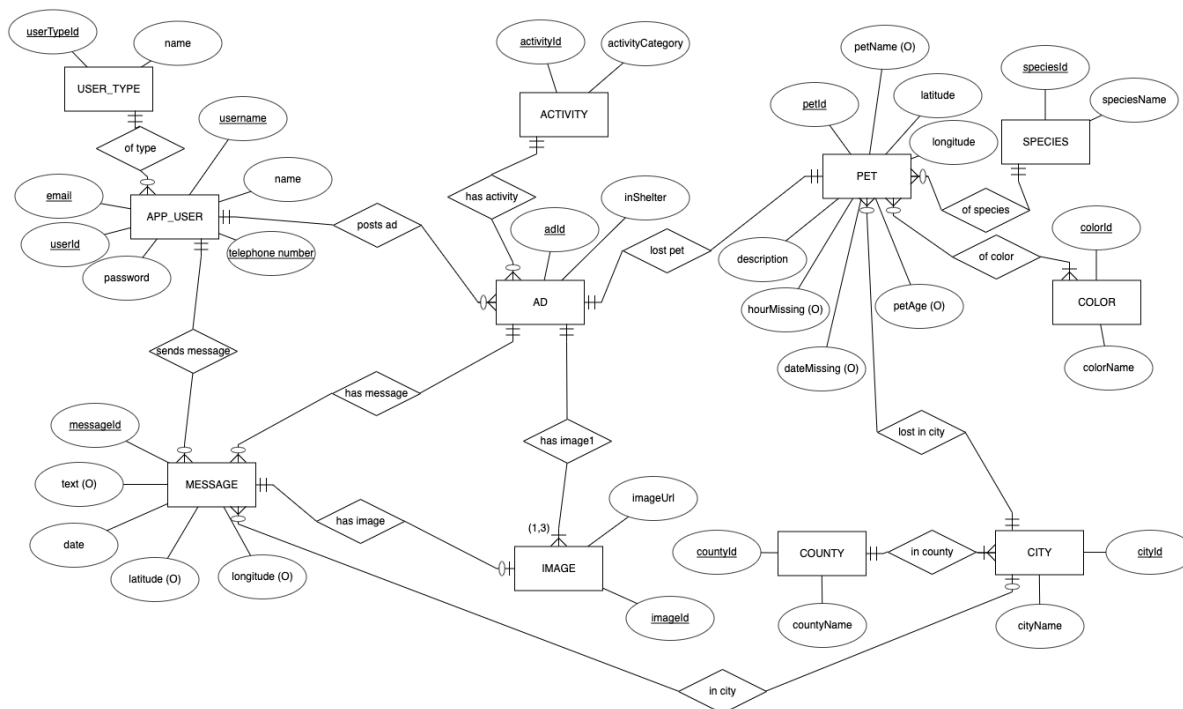 userTypeId
name
USER_TYPE
of type
username
email
name
APP_USER
userId
telephone number
password
activityId
activityCategory
ACTIVITY
has activity
inShelter
posts ad
adId
AD
lost pet
petName (O)
petId
latitude
longitude
PET
speciesId
speciesName
SPECIES
of species
of color
colorId
COLOR
colorName
description
hourMissing (O)
petAge (O)
dateMissing (O)
sends message
has message
has image1
lost in city
messageId
text (O)
MESSAGE
date
latitude (O)
longitude (O)
has image
(1,3)
imageUrl
IMAGE
imageId
countyId
COUNTY
in county
CITY
cityId
countyName
cityName
in city